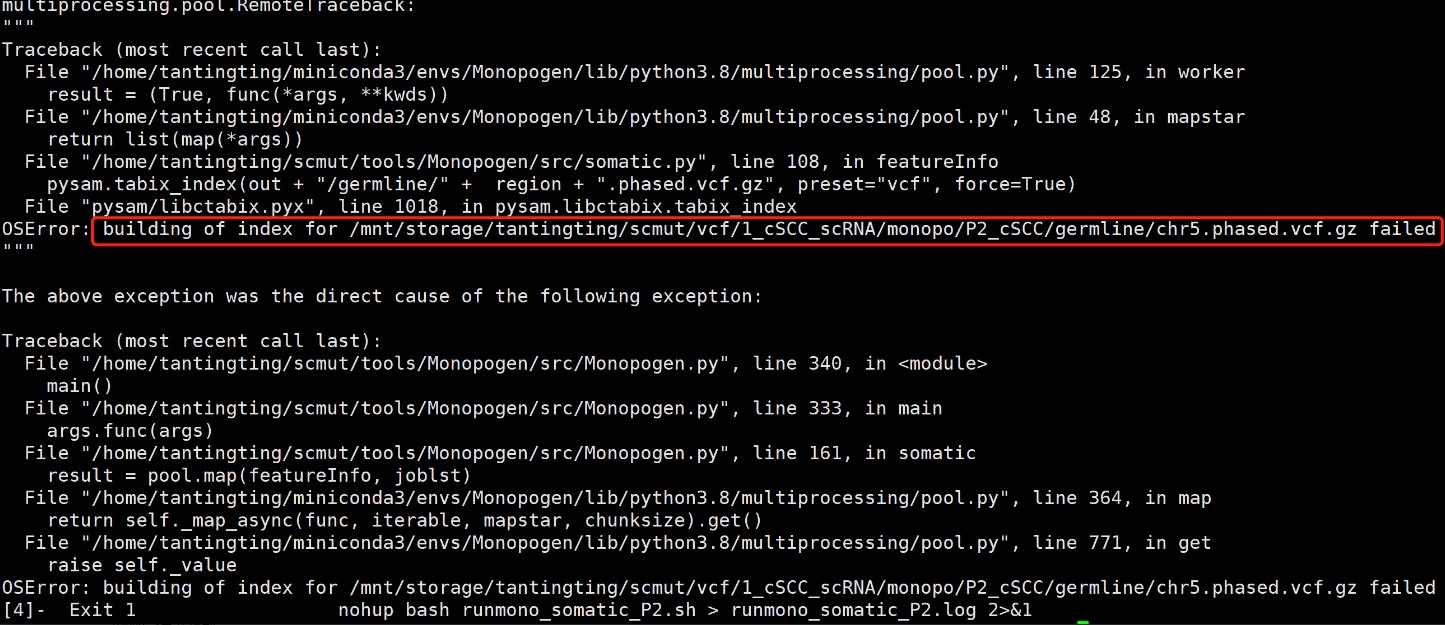 multiprocessing.pool.RemoteTraceback:
"""
Traceback (most recent call last):
  File "/home/tantingting/miniconda3/envs/Monopogen/lib/python3.8/multiprocessing/pool.py", line 125, in worker
    result = (True, func(*args, **kwds))
  File "/home/tantingting/miniconda3/envs/Monopogen/lib/python3.8/multiprocessing/pool.py", line 48, in mapstar
    return list(map(*args))
  File "/home/tantingting/scmut/tools/Monopogen/src/somatic.py", line 108, in featureInfo
    pysam.tabix_index(out + "/germline/" +  region + ".phased.vcf.gz", preset="vcf", force=True)
  File "pysam/libctabix.pyx", line 1018, in pysam.libctabix.tabix_index
OSError: building of index for /mnt/storage/tantingting/scmut/vcf/1_cSCC_scRNA/monopo/P2_cSCC/germline/chr5.phased.vcf.gz failed
"""
The above exception was the direct cause of the following exception:
Traceback (most recent call last):
  File "/home/tantingting/scmut/tools/Monopogen/src/Monopogen.py", line 340, in <module>
    main()
  File "/home/tantingting/scmut/tools/Monopogen/src/Monopogen.py", line 333, in main
    args.func(args)
  File "/home/tantingting/scmut/tools/Monopogen/src/Monopogen.py", line 161, in somatic
    result = pool.map(featureInfo, joblst)
  File "/home/tantingting/miniconda3/envs/Monopogen/lib/python3.8/multiprocessing/pool.py", line 364, in map
    return self._map_async(func, iterable, mapstar, chunksize).get()
  File "/home/tantingting/miniconda3/envs/Monopogen/lib/python3.8/multiprocessing/pool.py", line 771, in get
    raise self._value
OSError: building of index for /mnt/storage/tantingting/scmut/vcf/1_cSCC_scRNA/monopo/P2_cSCC/germline/chr5.phased.vcf.gz failed
[4]-  Exit 1                  nohup bash runmono_somatic_P2.sh > runmono_somatic_P2.log 2>&1